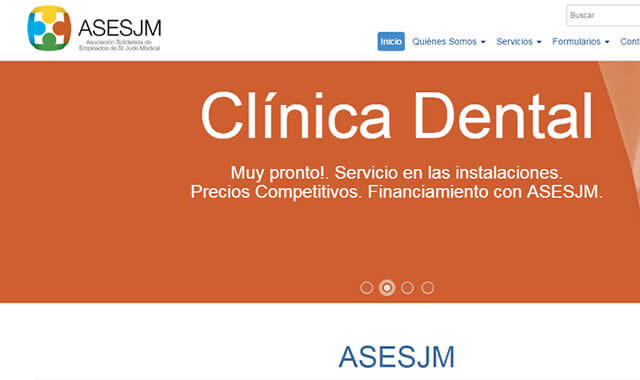 ASESJM
Asociación Solidarista de
Empleados de St Jude Medical
Buscar
Inicio Quiénes Somos Servicios Formularios Cont
Clínica Dental
Muy pronto!. Servicio en las instalaciones.
Precios Competitivos. Financiamiento con ASESJM.
ASESJM